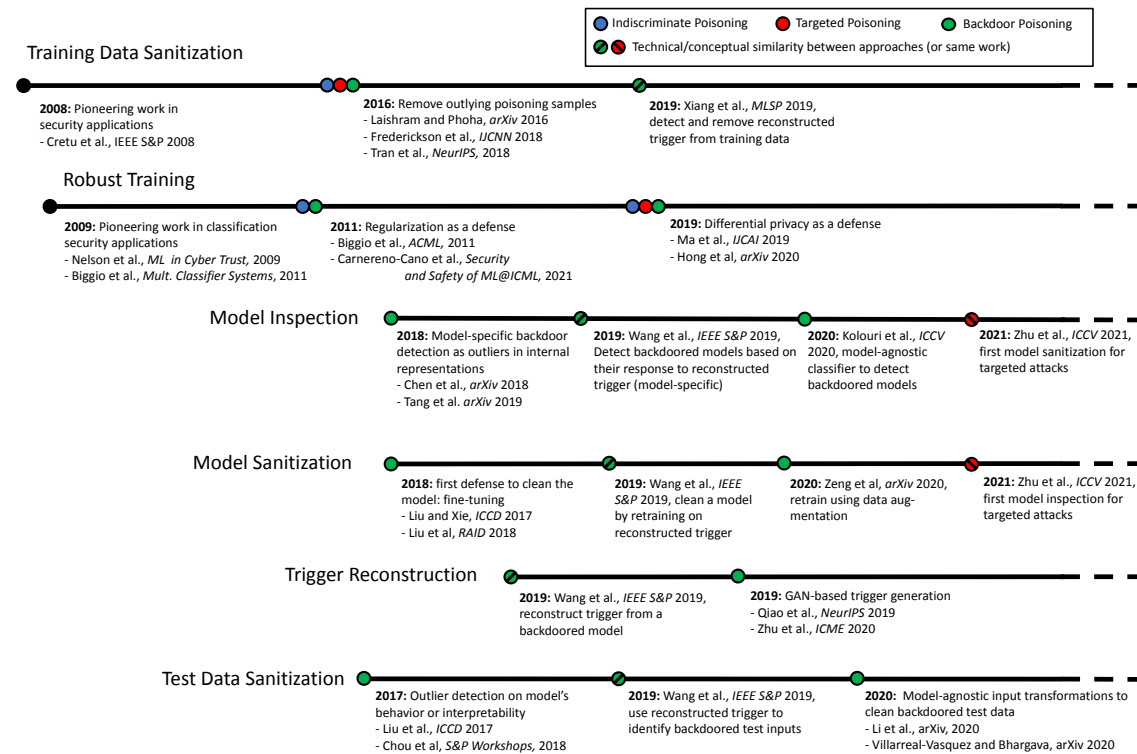 Indiscriminate Poisoning
Targeted Poisoning
Backdoor Poisoning
Technical/conceptual similarity between approaches (or same work)
Training Data Sanitization
2008: Pioneering work in
security applications
- Cretu et al., IEEE S&P 2008
2016: Remove outlying poisoning samples
- Laishram and Phoha, arXiv 2016
- Frederickson et al., IJCNN 2018
- Tran et al., NeurIPS, 2018
2019: Xiang et al., MLSP 2019,
detect and remove reconstructed
trigger from training data
Robust Training
2009: Pioneering work in classification
security applications
- Nelson et al., ML in Cyber Trust, 2009
- Biggio et al., Mult. Classifier Systems, 2011
2011: Regularization as a defense
- Biggio et al., ACML, 2011
- Carnereno-Cano et al., Security
and Safety of ML@ICML, 2021
2019: Differential privacy as a defense
- Ma et al., IJCAI 2019
- Hong et al, arXiv 2020
Model Inspection
2018: Model-specific backdoor
detection as outliers in internal
representations
- Chen et al., arXiv 2018
- Tang et al. arXiv 2019
2019: Wang et al., IEEE S&P 2019,
Detect backdoored models based on
their response to reconstructed
trigger (model-specific)
2020: Kolouri et al., ICCV
2020, model-agnostic
classifier to detect
backdoored models
2021: Zhu et al., ICCV 2021,
first model sanitization for
targeted attacks
Model Sanitization
2018: first defense to clean the
model: fine-tuning
- Liu and Xie, ICCD 2017
- Liu et al, RAID 2018
2019: Wang et al., IEEE
S&P 2019, clean a model
by retraining on
reconstructed trigger
2020: Zeng et al, arXiv 2020,
retrain using data aug-
mentation
2021: Zhu et al., ICCV 2021,
first model inspection for
targeted attacks
Trigger Reconstruction
2019: Wang et al., IEEE S&P 2019,
reconstruct trigger from a
backdoored model
2019: GAN-based trigger generation
- Qiao et al., NeurIPS 2019
- Zhu et al., ICME 2020
Test Data Sanitization
2017: Outlier detection on model's
behavior or interpretability
- Liu et al., ICCD 2017
- Chou et al, S&P Workshops, 2018
2019: Wang et al., IEEE S&P 2019,
use reconstructed trigger to
identify backdoored test inputs
2020: Model-agnostic input transformations to
clean backdoored test data
- Li et al., arXiv, 2020
- Villarreal-Vasquez and Bhargava, arXiv 2020